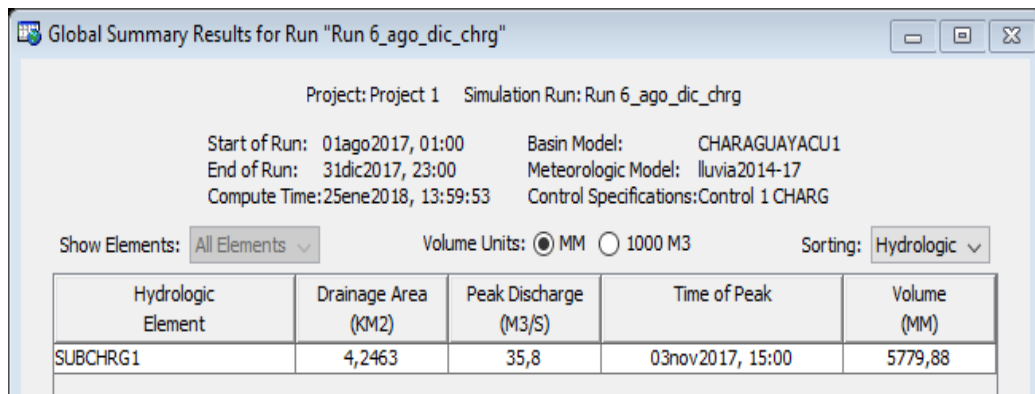 Global Summary Results for Run "Run 6_ago_dic_chrg"
Project: Project 1 Simulation Run: Run 6_ago_dic_chrg
Start of Run: 01ago2017, 01:00 Basin Model: CHARAGUAYACU1
End of Run: 31dic2017, 23:00 Meteorologic Model: lluvia2014-17
Compute Time:25ene2018, 13:59:53 Control Specifications:Control 1 CHARG
Show Elements: All Elements Volume Units: MM 1000 M3 Sorting: Hydrologic
Hydrologic Drainage Area Peak Discharge Time of Peak Volume
Element (KM2) (M3/S) (MM)
SUBCHRG1 4,2463 35,8 03nov2017, 15:00 5779,88